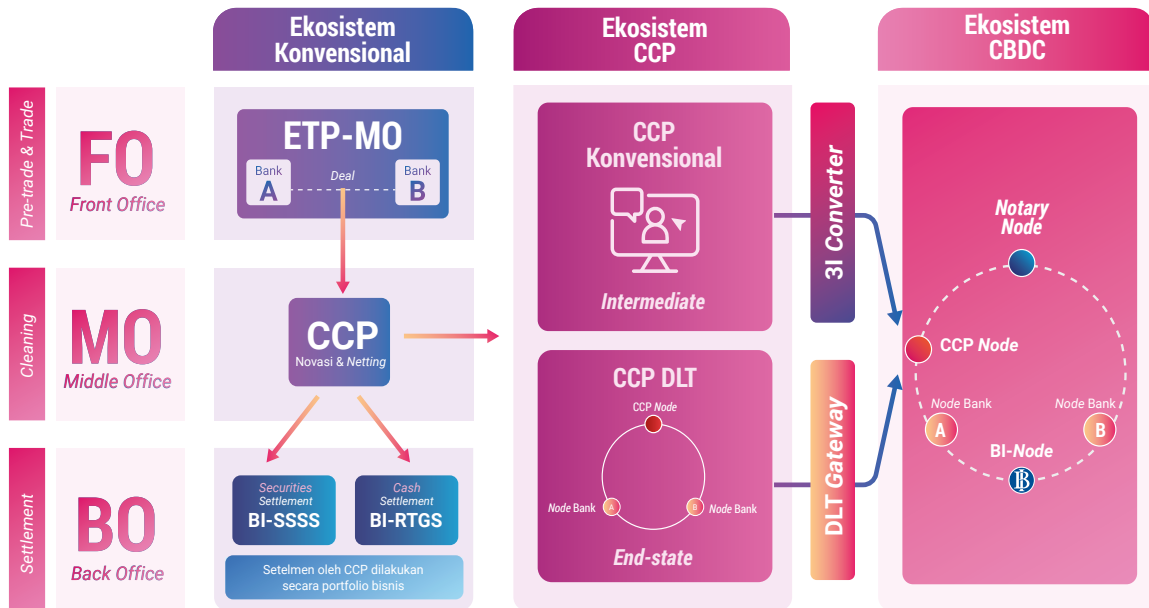 Ekosistem
Konvensional
Ekosistem
CCP
Ekosistem
CBDC
Pre-trade & Trade
FO
Front Office
ETP-MO
Bank
A
Deal
Bank
B
Clening
MO
Middle Office
CCP
Novasi & Netting
Settlement
BO
Back Office
Securities
Settlement
BI-SSSS
Cash
Settlement
BI-RTGS
Setelmen oleh CCP dilakukan
secara portfolio bisnis
CCP
Konvensional
Intermediate
CCP DLT
CCP Node
A
B
Node Bank
Node Bank
End-state
3I Converter
DLT Gateway
Notary
Node
CCP Node
Node Bank
A
Node Bank
B
BI-Node